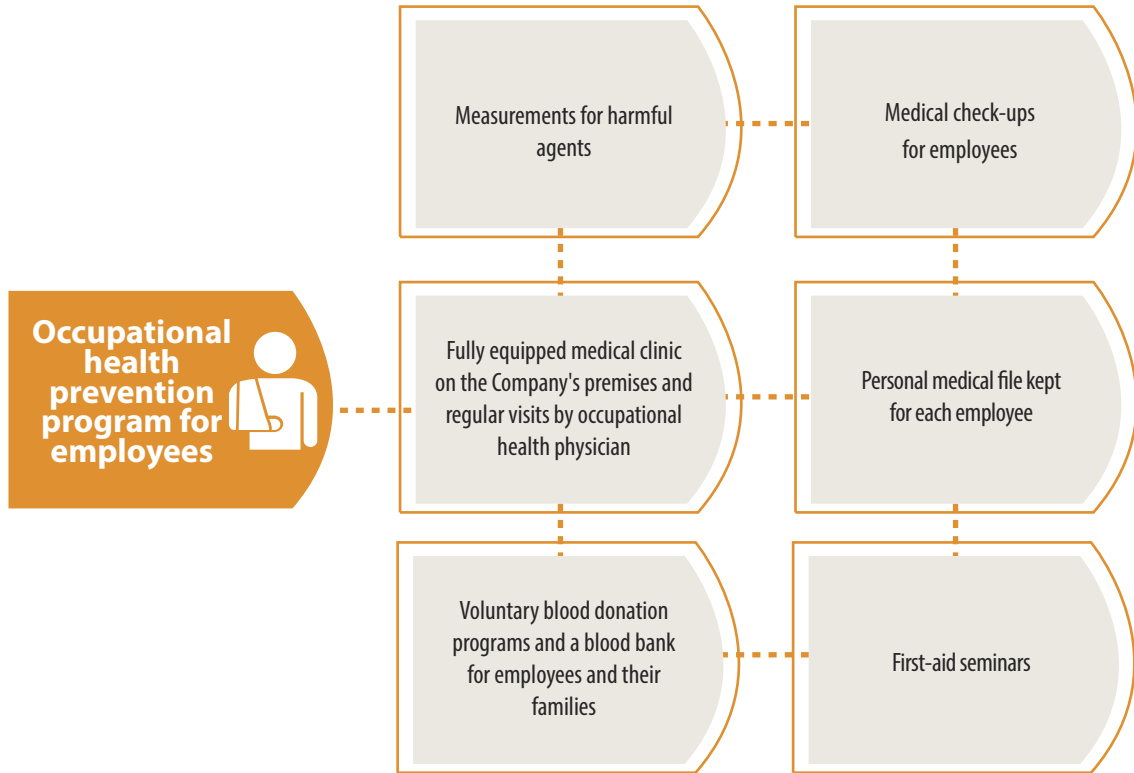 Occupational
health
prevention
program for
employees
Measurements for harmful
agents
Medical check-ups
for employees
Fully equipped medical clinic
on the Company's premises and
regular visits by occupational
health physician
Personal medical file kept
for each employee
Voluntary blood donation
programs and a blood bank
for employees and their
families
First-aid seminars